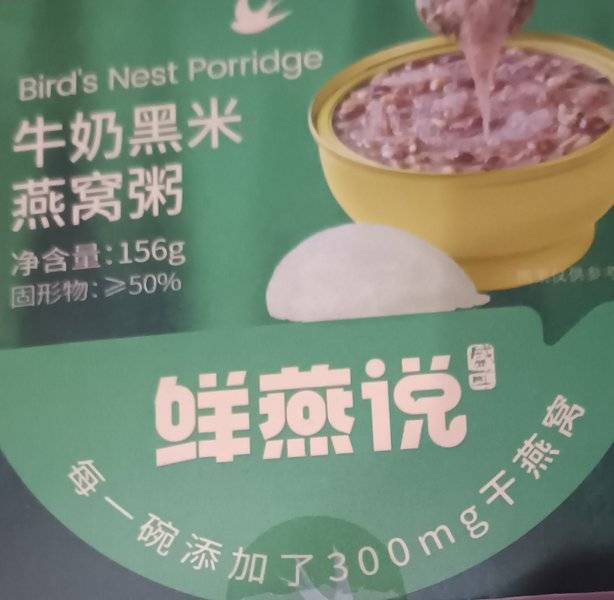 Bird's Nest Porridge
牛奶黑米
燕窝粥
净含量:156g
固形物:≥50%
鲜燕说
每一碗添加了300mg干燕窝